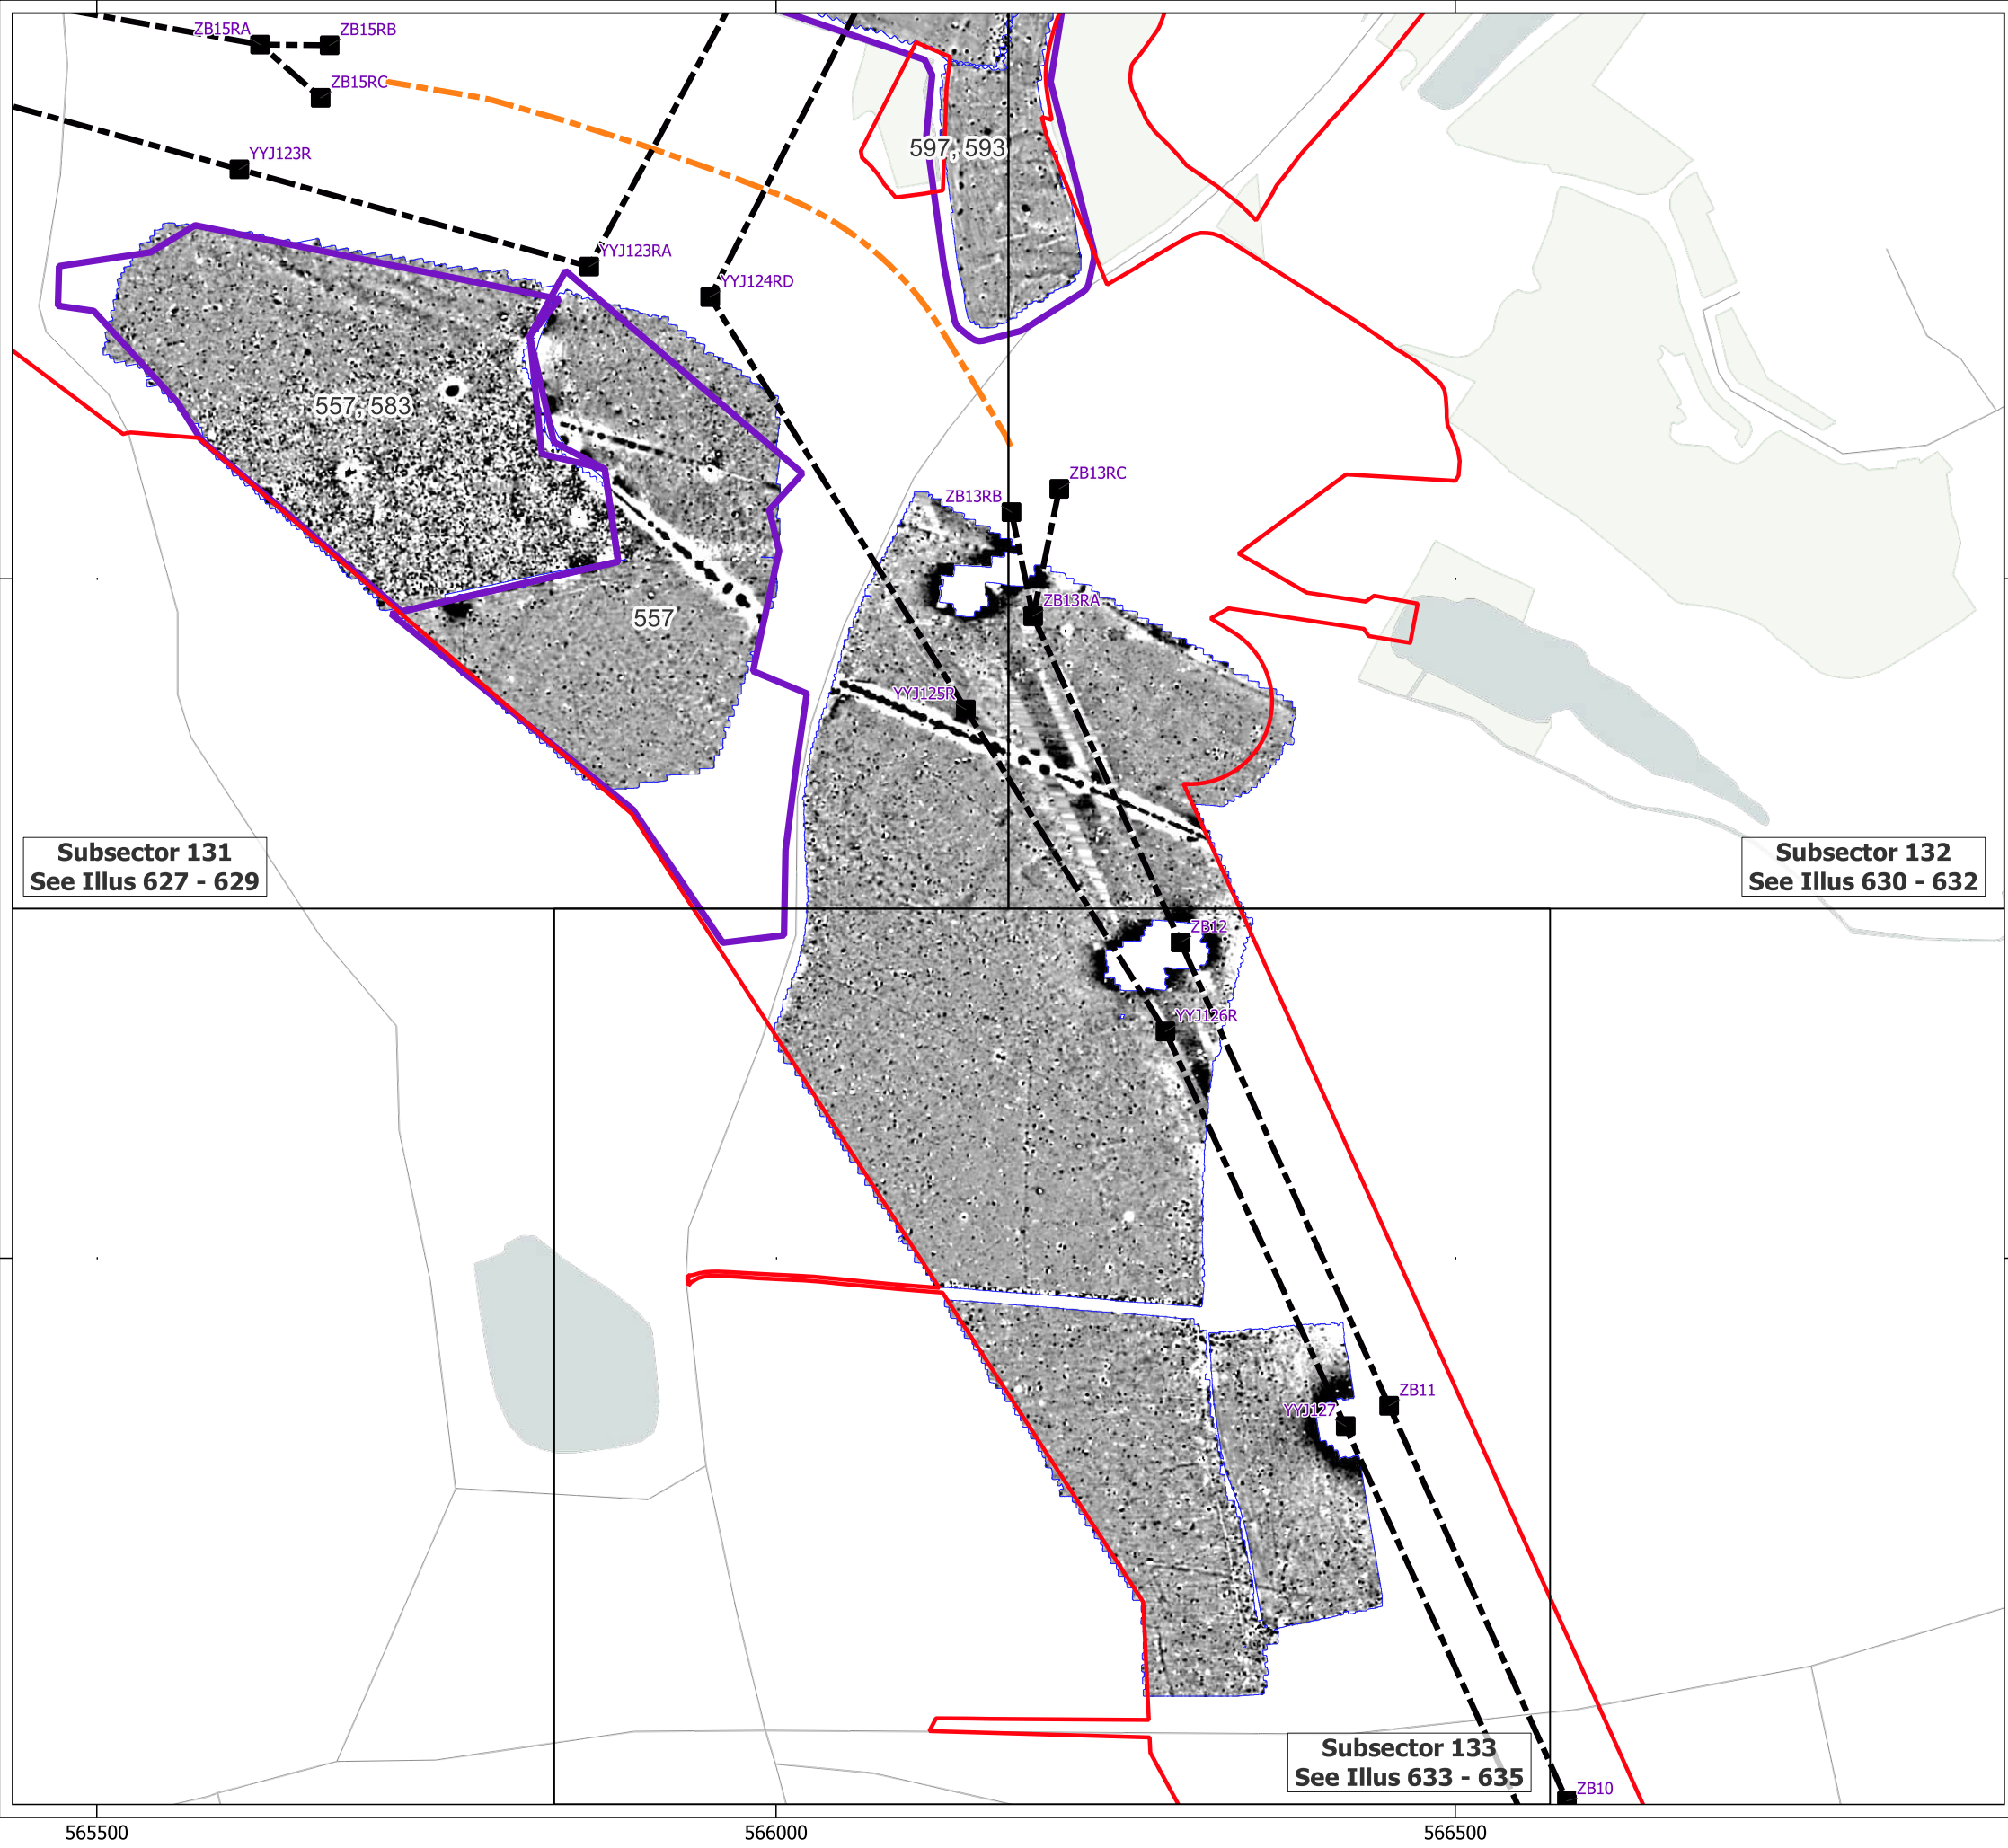 ZB15RA
ZB15RB
ZB15RC
YYJ123R
597, 593
YYJ123RA
YYJ124RD
557, 583
ZB13RC
ZB13RB
ZB13RA
557
YYJ125R
Subsector 131
See Illus 627 - 629
Subsector 132
See Illus 630 - 632
ZB12
YYJ126R
ZB11
YYJ127
Subsector 133
See Illus 633 - 635
ZB10
565500
566000
566500